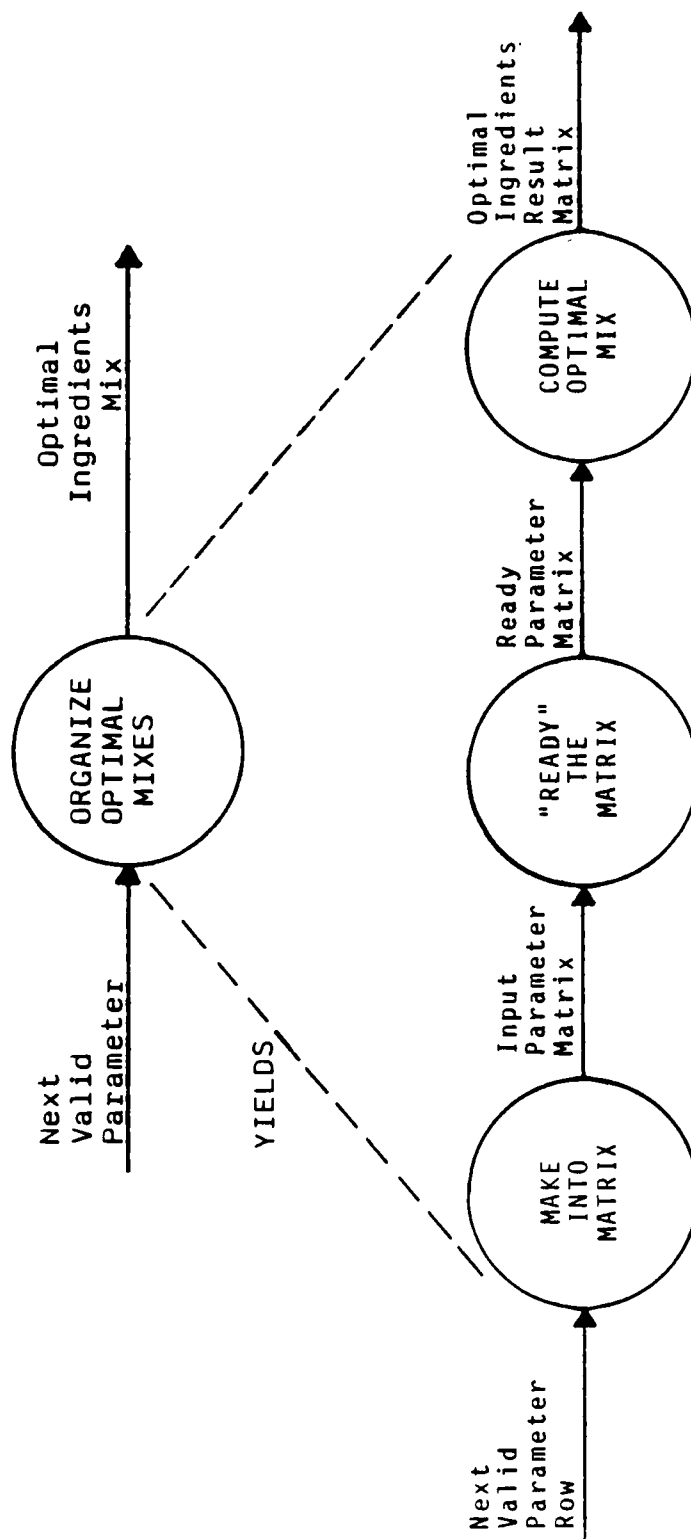 Next
Valid
Parameter
ORGANIZE
OPTIMAL
MIXES
Optimal
Ingredients
Mix
YIELDS
Next
Valid
Parameter
Row
MAKE
INTO
MATRIX
Input
Parameter
Matrix
"READY"
THE
MATRIX
Ready
Parameter
Matrix
COMPUTE
OPTIMAL
MIX
Optimal
Ingredients
Result
Matrix